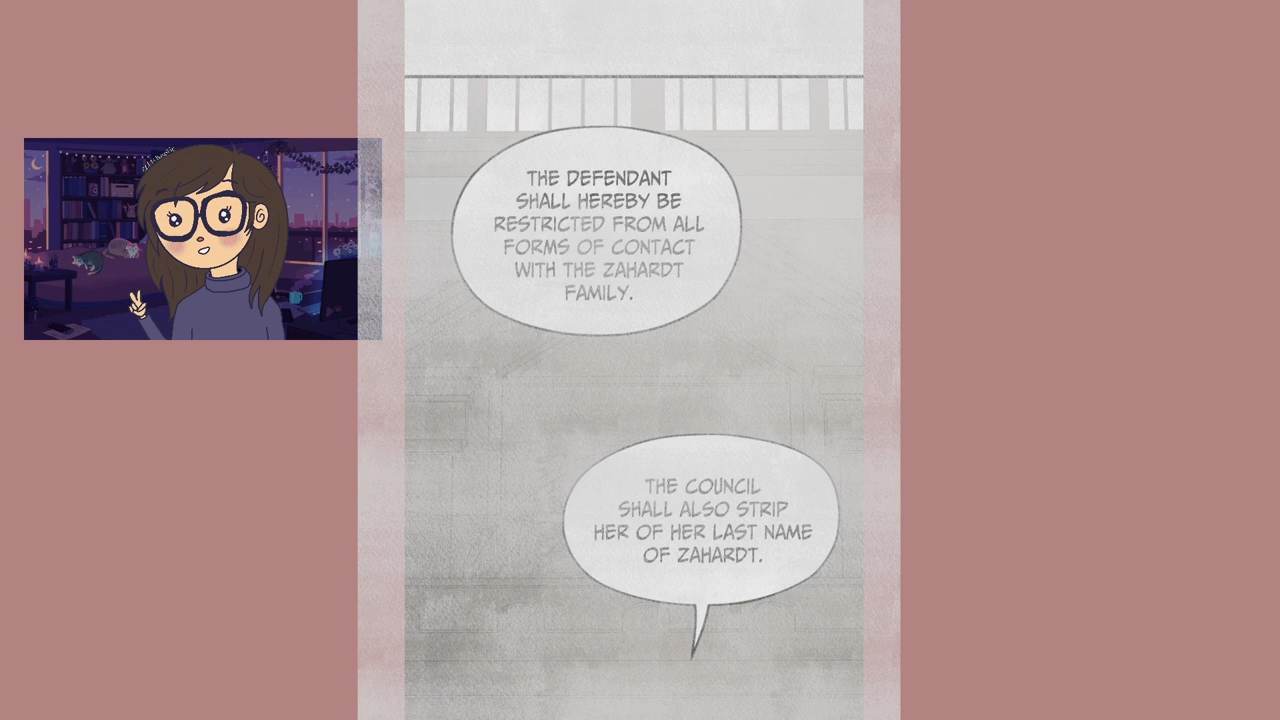 THE DEFENDANT
SHALL HEREBY BE
RESTRICTED FROM ALL
FORMS OF CONTACT
WITH THE ZAHARDT
FAMILY.
THE COUNCIL
SHALL ALSO STRIP
HER OF HER LAST NAME
OF ZAHARDT.